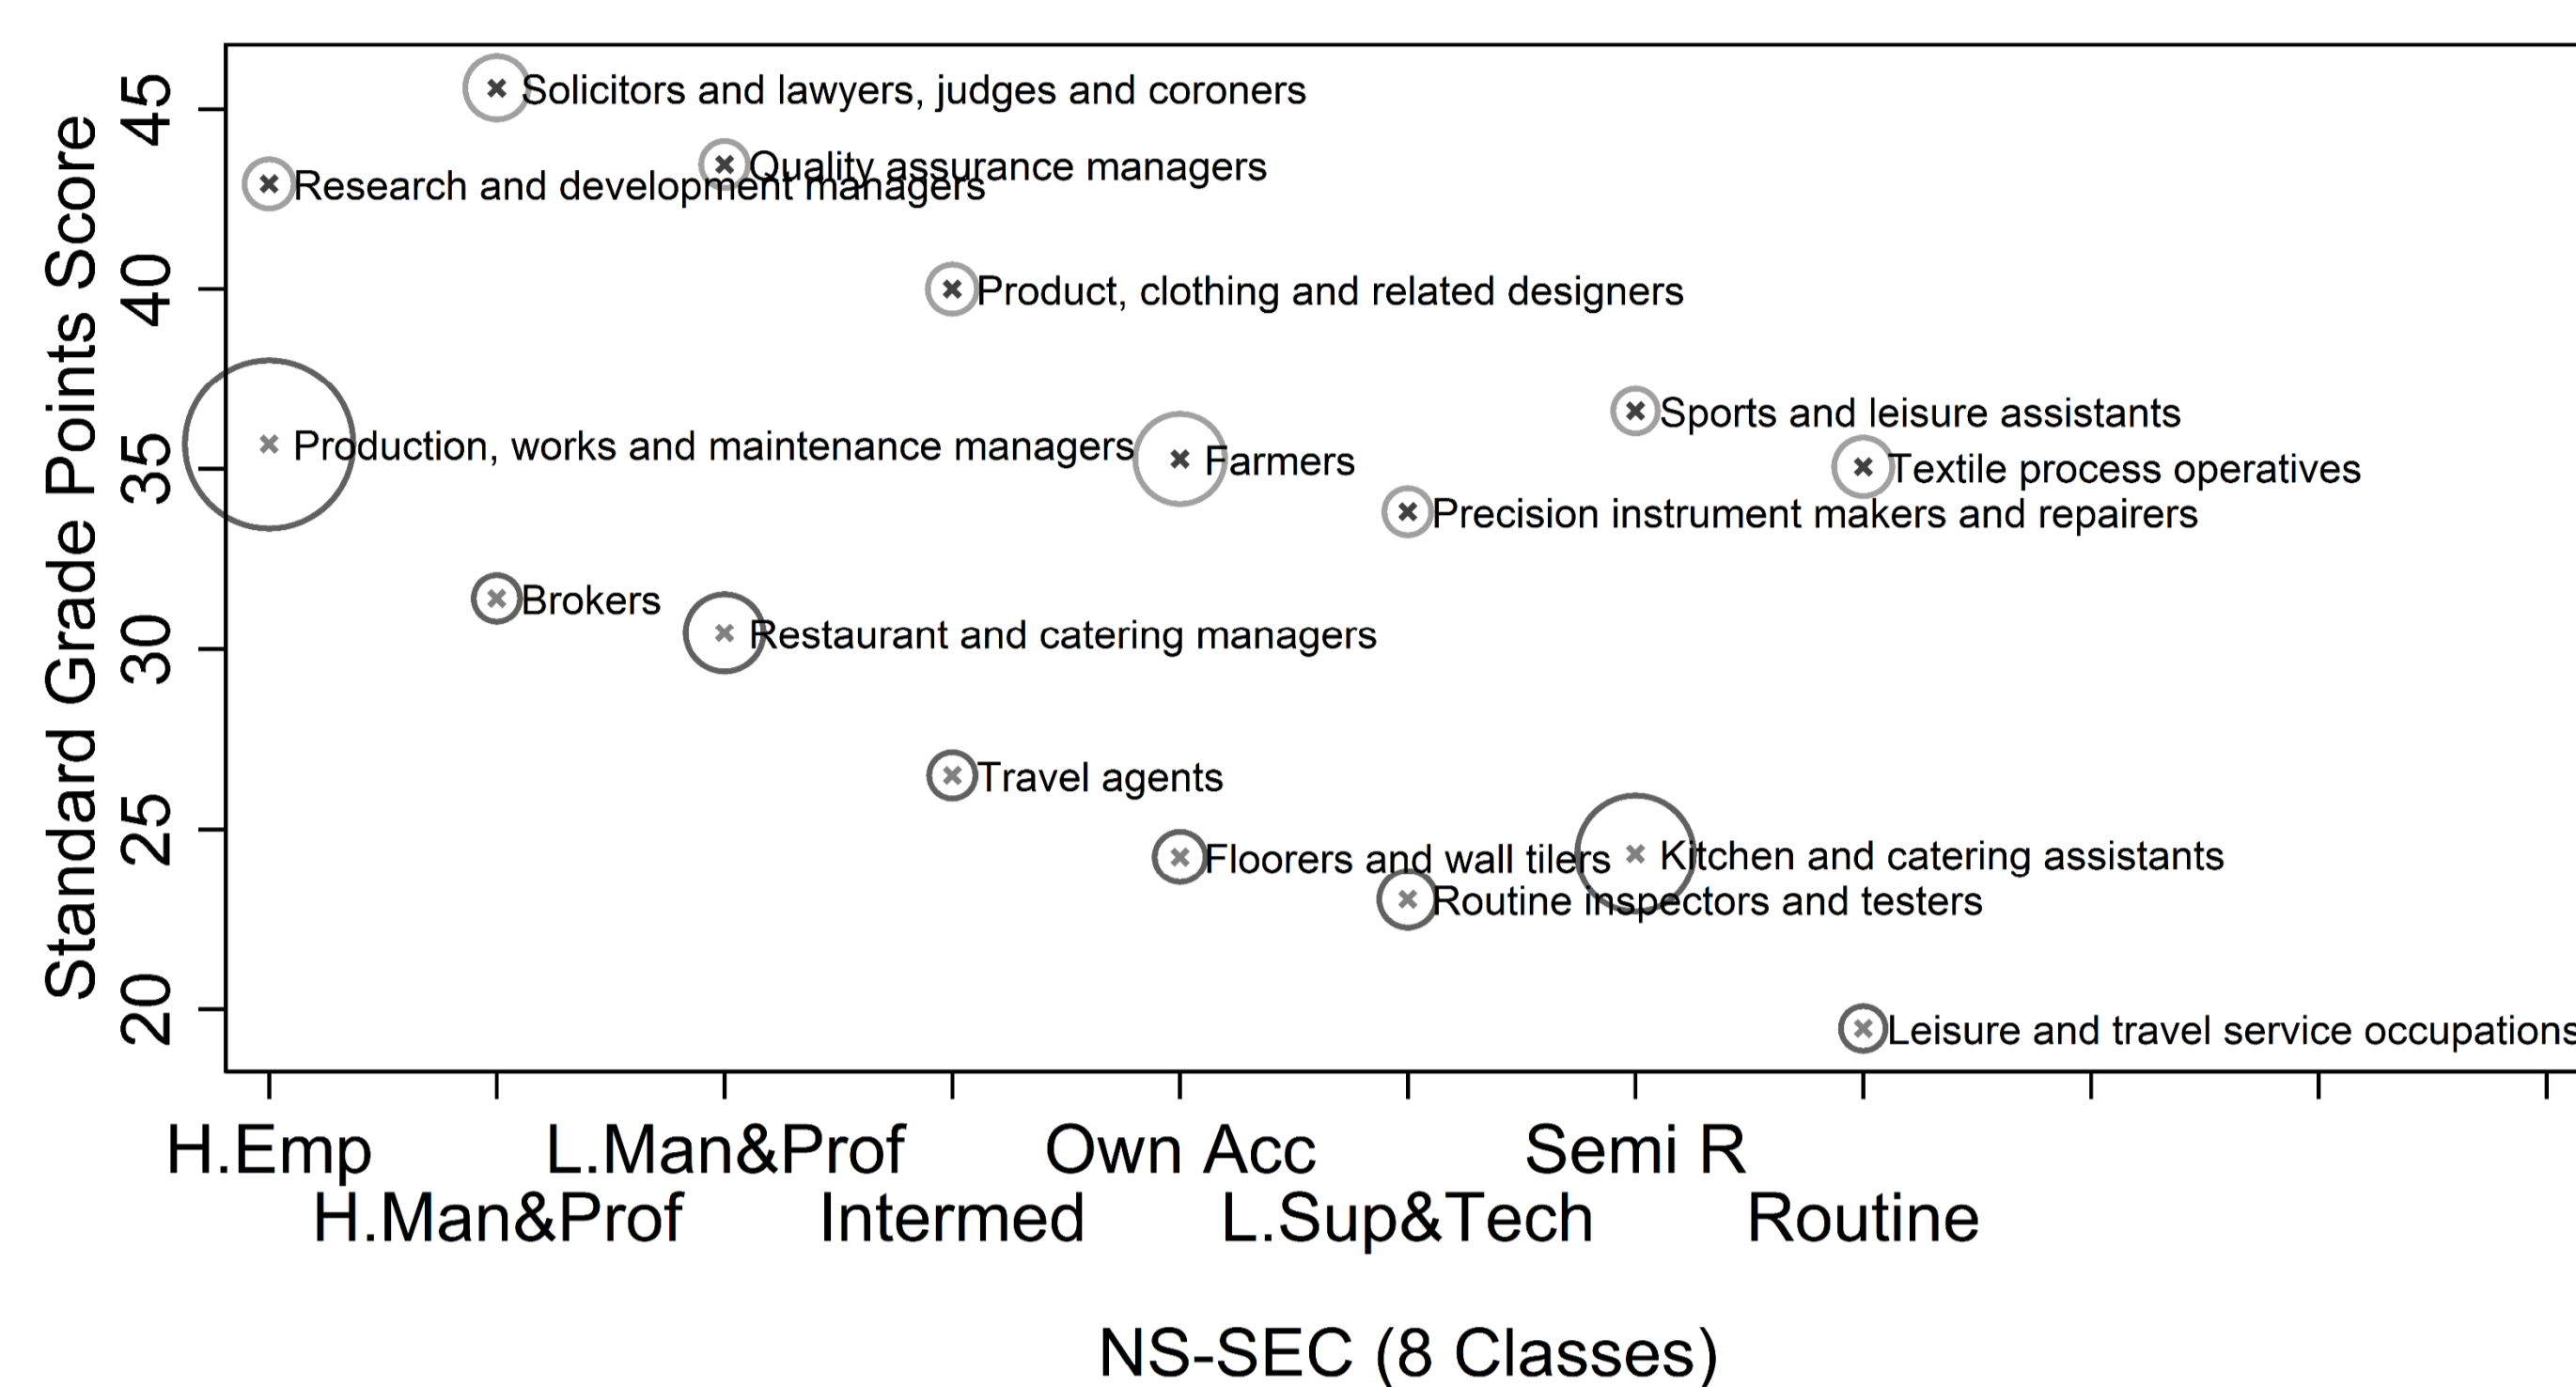 Standard Grade Points Score
45
40
35
30
25
20
Solicitors and lawyers, judges and coroners
Quality assurance managers
Research and development managers
Product, clothing and related designers
Sports and leisure assistants
Production, works and maintenance managers
Farmers
Textile process operatives
Precision instrument makers and repairers
Brokers
Restaurant and catering managers
Travel agents
Floorers and wall tilers
Kitchen and catering assistants
Routine inspectors and testers
Leisure and travel service occupations
H.Emp
L.Man&Prof
Own Acc
Semi R
H.Man&Prof
Intermed
L.Sup&Tech
Routine
NS-SEC (8 Classes)